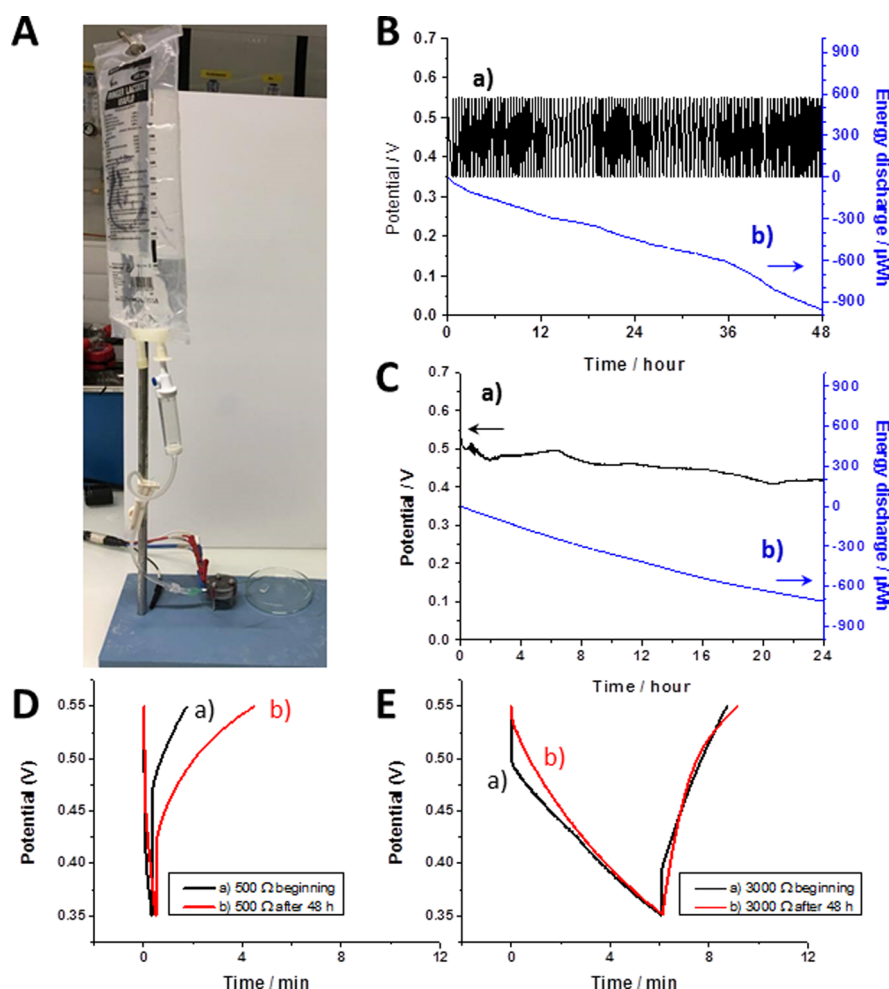 A
RINGER LACTATE
VIAFLO
B
0.7
0.6
0.5
0.4
0.3
0.2
0.1
0.0
Potential / V
a)
b)
900
600
300
0
-300
-600
-900
Energy discharge / µWh
0 12 24 36 48
Time / hour
C
0.7
0.6
0.5
0.4
0.3
0.2
0.1
0.0
Potential / V
a)
b)
900
600
300
0
-300
-600
-900
Energy discharge / µWh
0 4 8 12 16 20 24
Time / hour
D
0.55
0.50
0.45
0.40
0.35
Potential (V)
a)
b)
a) 500 Ω beginning
b) 500 Ω after 48 h
0 4 8 12
Time / min
E
0.55
0.50
0.45
0.40
0.35
Potential (V)
a)
b)
a) 3000 Ω beginning
b) 3000 Ω after 48 h
0 4 8 12
Time / min